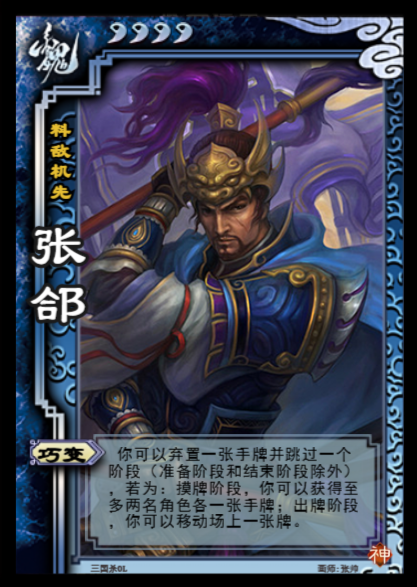 魏
料敌机先
张郃
巧变
你可以弃置一张手牌并跳过一个
阶段（准备阶段和结束阶段除外）
，若为：摸牌阶段，你可以获得至
多两名角色各一张手牌；出牌阶段
，你可以移动场上一张牌。
神
三国杀OL
画师:张帅